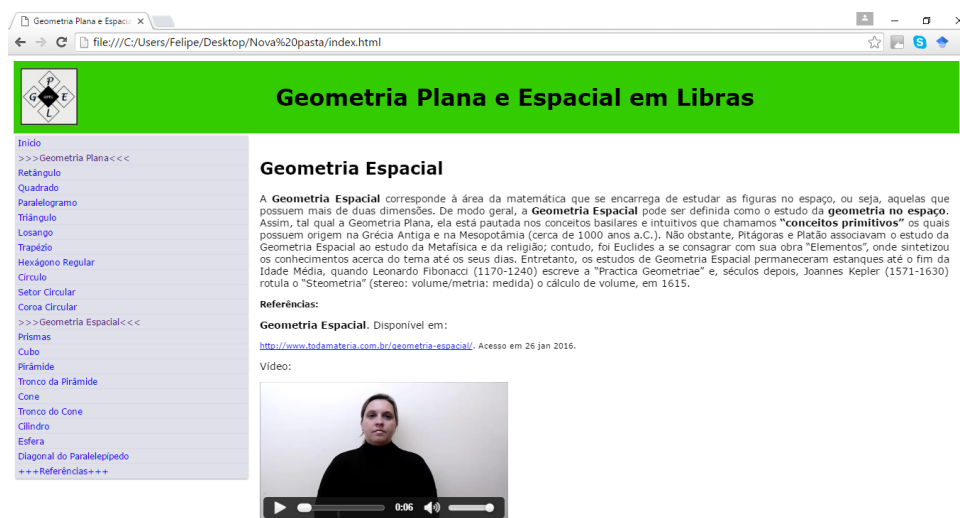 Geometria Plana e Espacia
file:///C:/Users/Felipe/Desktop/Nova%20pasta/index.html
P
G GPEL E
L
Geometria Plana e Espacial em Libras
Início
>>>Geometria Plana<<<
Retângulo
Quadrado
Paralelogramo
Triângulo
Losango
Trapézio
Hexágono Regular
Círculo
Setor Circular
Coroa Circular
>>>Geometria Espacial<<<
Prismas
Cubo
Pirâmide
Tronco da Pirâmide
Cone
Tronco do Cone
Cilindro
Esfera
Diagonal do Paralelepípedo
+++Referências+++
Geometria Espacial
A Geometria Espacial corresponde à área da matemática que se encarrega de estudar as figuras no espaço, ou seja, aquelas que
possuem mais de duas dimensões. De modo geral, a Geometria Espacial pode ser definida como o estudo da geometria no espaço.
Assim, tal qual a Geometria Plana, ela está pautada nos conceitos basilares e intuitivos que chamamos "conceitos primitivos" os quais
possuem origem na Grécia Antiga e na Mesopotâmia (cerca de 1000 anos a.C.). Não obstante, Pitágoras e Platão associavam o estudo da
Geometria Espacial ao estudo da Metafísica e da religião; contudo, foi Euclides a se consagrar com sua obra "Elementos", onde sintetizou
os conhecimentos acerca do tema até os seus dias. Entretanto, os estudos de Geometria Espacial permaneceram estanques até o fim da
Idade Média, quando Leonardo Fibonacci (1170-1240) escreve a "Practica Geometriae" e, séculos depois, Joannes Kepler (1571-1630)
rotula o "Steometria" (stereo: volume/metria: medida) o cálculo de volume, em 1615.
Referências:
Geometria Espacial. Disponível em:
http://www.todamateria.com.br/geometria-espacial/. Acesso em 26 jan 2016.
Vídeo:
0:06